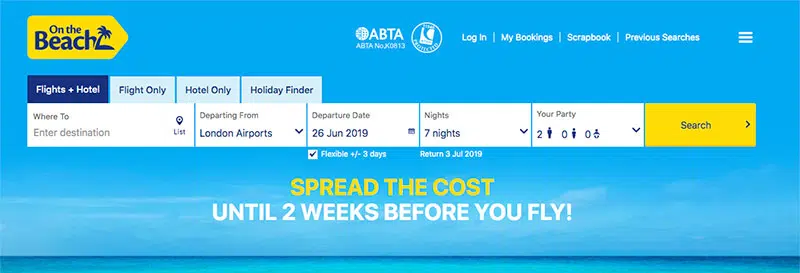 On the
Beach
ABTA
ABTA No.K0813
Log In | My Bookings | Scrapbook | Previous Searches
Flights + Hotel
Flight Only
Hotel Only
Holiday Finder
Where To
Enter destination
List
Departing From
London Airports
Departure Date
26 Jun 2019
Nights
7 nights
Your Party
2 0 0
Search
Flexible +/- 3 days
Return 3 Jul 2019
SPREAD THE COST
UNTIL 2 WEEKS BEFORE YOU FLY!